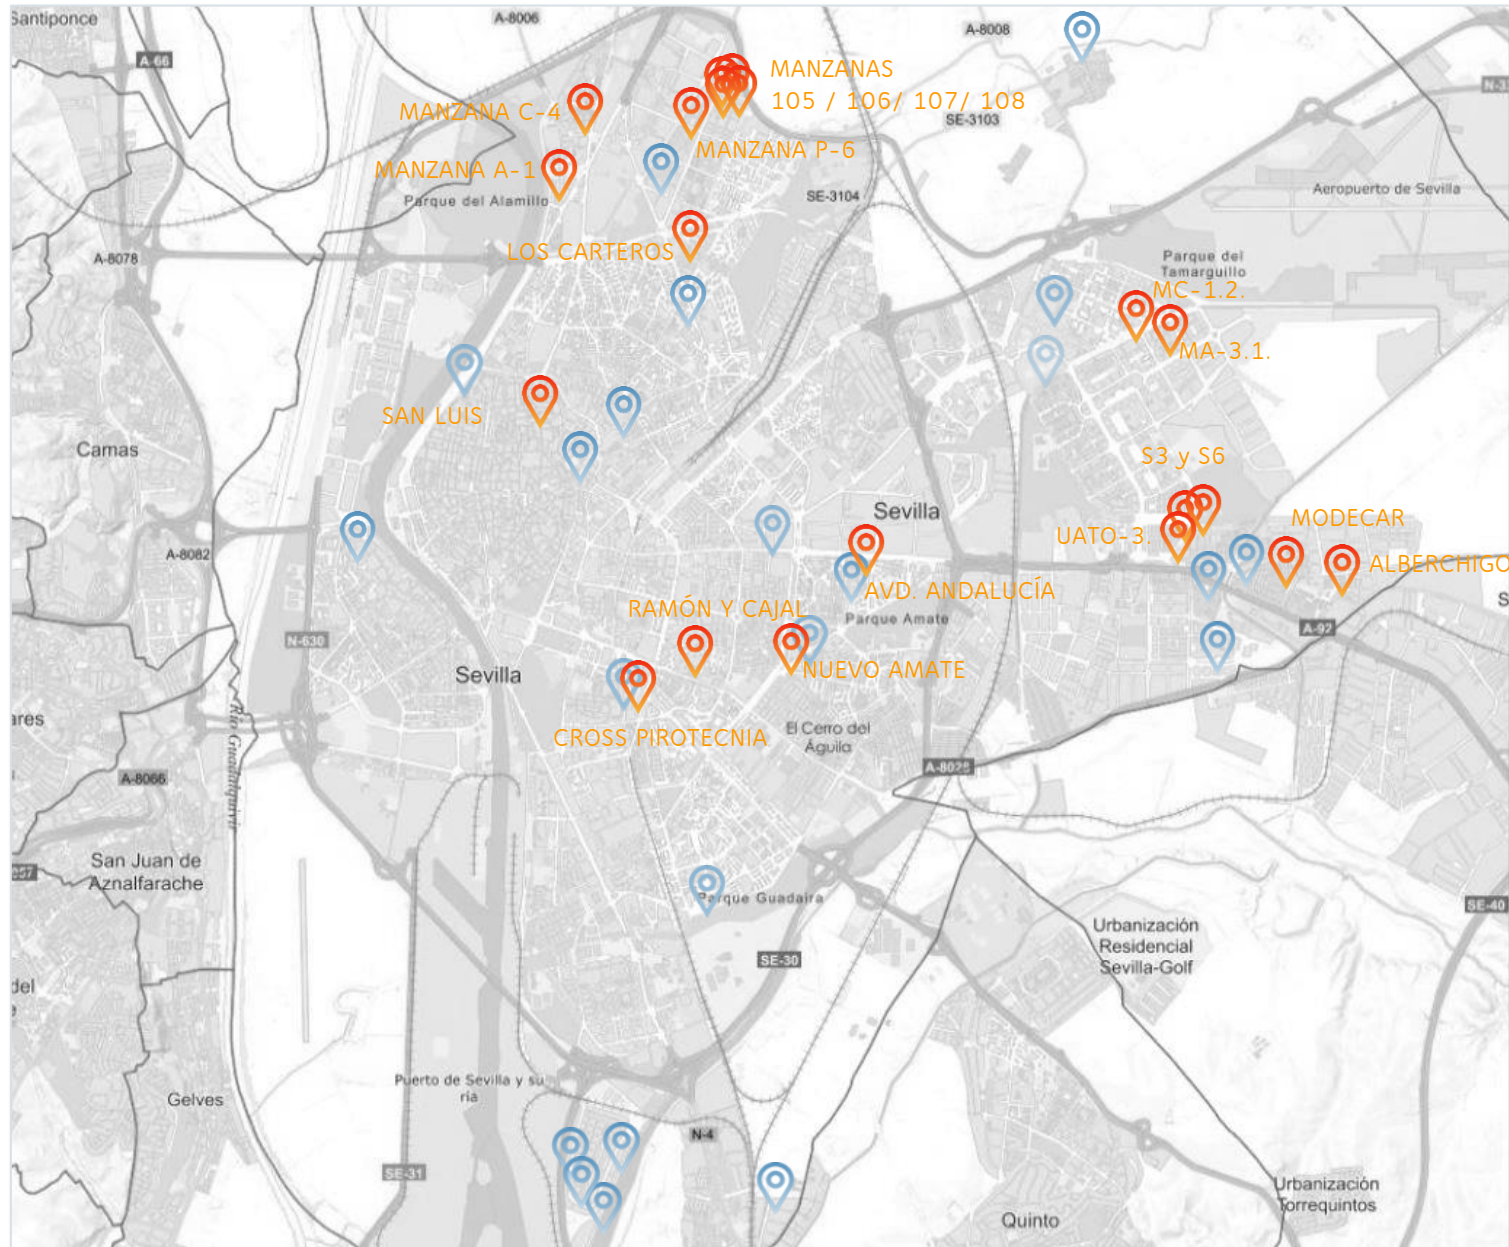 Santiponce
A-8006
A-8008
A-66
MANZANAS
105 / 106/ 107/ 108
MANZANA C-4
SE-3103
MANZANA P-6
MANZANA A-1
Parque del Alamillo
SE-3104
Aeropuerto de Sevilla
LOS CARTEROS
A-8078
Parque del
Tamarguillo
MC-1.2.
MA-3.1.
SAN LUIS
Camas
S3 y S6
Sevilla
MODECAR
UATO-3.
A-8082
ALBERCHIGO
AVD. ANDALUCÍA
RAMÓN Y CAJAL
Parque Amate
A-92
N-630
Sevilla
NUEVO AMATE
Río Guadalquivir
CROSS PIROTECNIA
El Cerro del
Águila
A-8028
A-8066
San Juan de
Aznalfarache
Parque Guadaira
SE-40
Urbanización
Residencial
Sevilla-Golf
SE-30
Puerto de Sevilla y su
ría
Gelves
N-4
SE-31
Urbanización
Torrequintos
Quinto